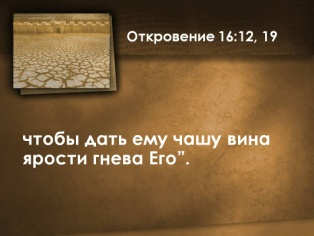 Откровение 16:12, 19
чтобы дать ему чашу вина
ярости гнева Его”.